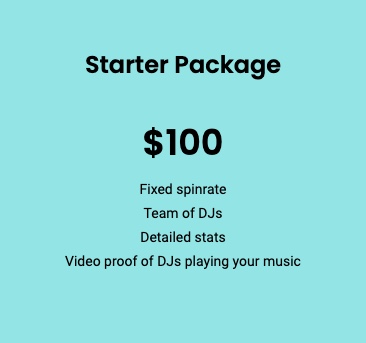 Starter Package
$100
Fixed spinrate
Team of DJs
Detailed stats
Video proof of DJs playing your music